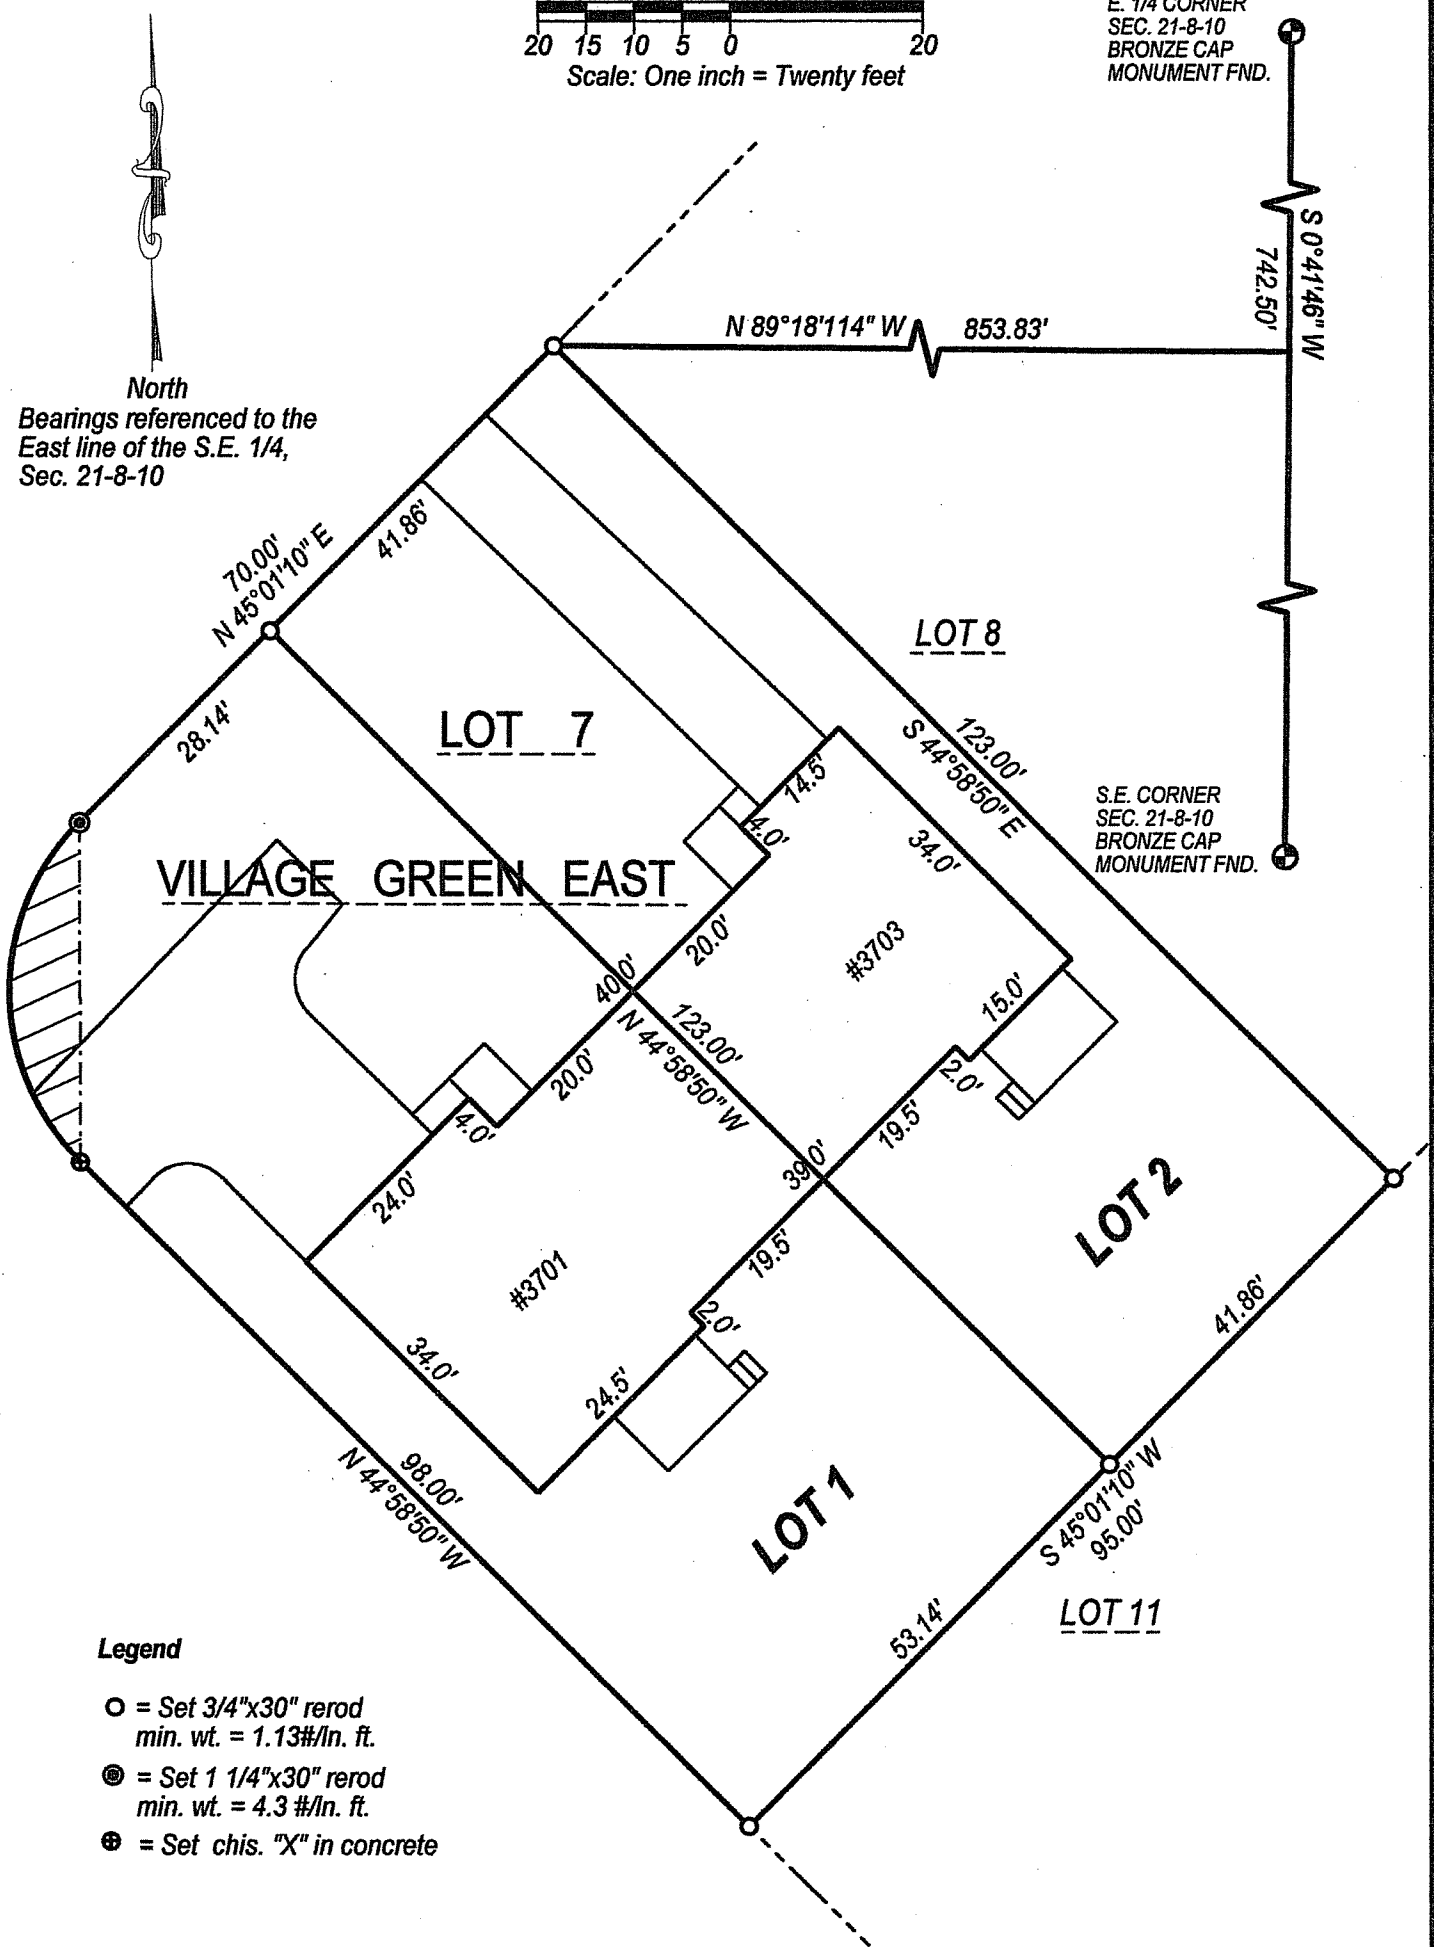 20 15 10 5 0 20
Scale: One inch = Twenty feet
E. 1/4 CORNER
SEC. 21-8-10
BRONZE CAP
MONUMENT FND.
S 0°41'46" W
742.50'
N 89°18'114" W 853.83'
North
Bearings referenced to the
East line of the S.E. 1/4,
Sec. 21-8-10
70.00'
N 45°01'10" E
41.86'
28.14'
LOT 8
LOT 7
123.00'
S 44°58'50" E
S.E. CORNER
SEC. 21-8-10
BRONZE CAP
MONUMENT FND.
VILLAGE GREEN EAST
14.5'
4.0'
34.0'
20.0'
#3703
40.0'
15.0'
2.0'
123.00'
N 44°58'50" W
20.0'
4.0'
19.5'
39.0'
24.0'
#3701
19.5'
2.0'
34.0'
24.5'
LOT 2
41.86'
98.00'
N 44°58'50" W
LOT 1
S 45°01'10" W
95.00'
53.14'
LOT 11
Legend
= Set 3/4"x30" rerod
min. wt. = 1.13#/ln. ft.
= Set 1 1/4"x30" rerod
min. wt. = 4.3 #/ln. ft.
= Set chis. "X" in concrete